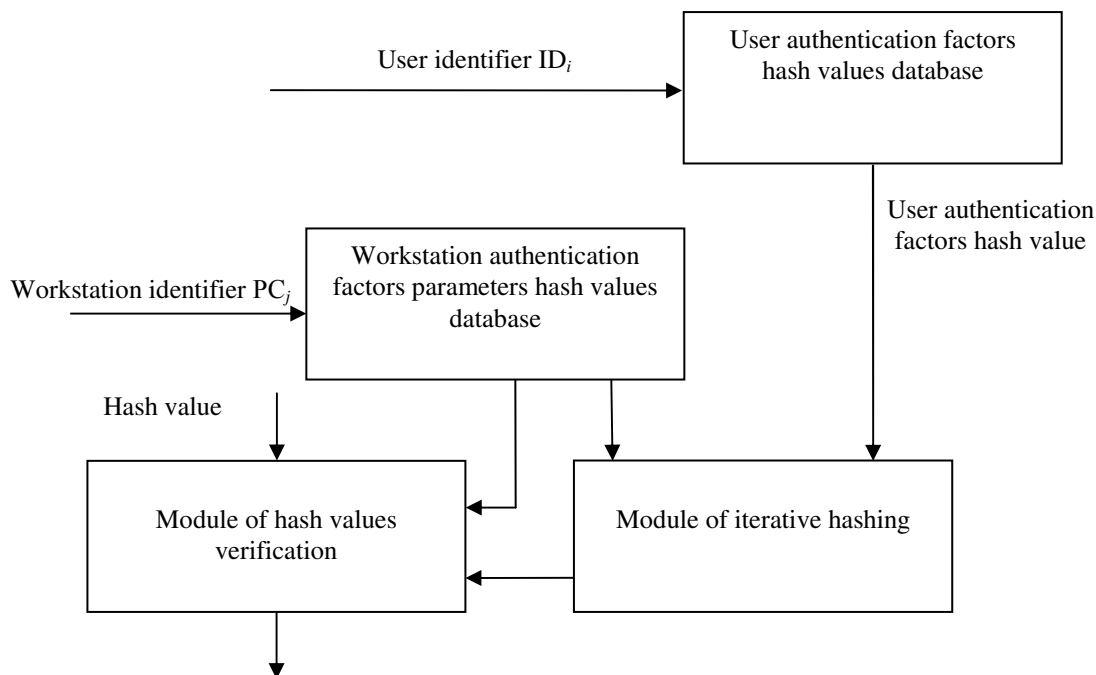 User authentication factors
hash values database
User identifier IDi
User authentication
factors hash value
Workstation authentication
factors parameters hash values
database
Workstation identifier PCj
Hash value
Module of hash values
verification
Module of iterative hashing